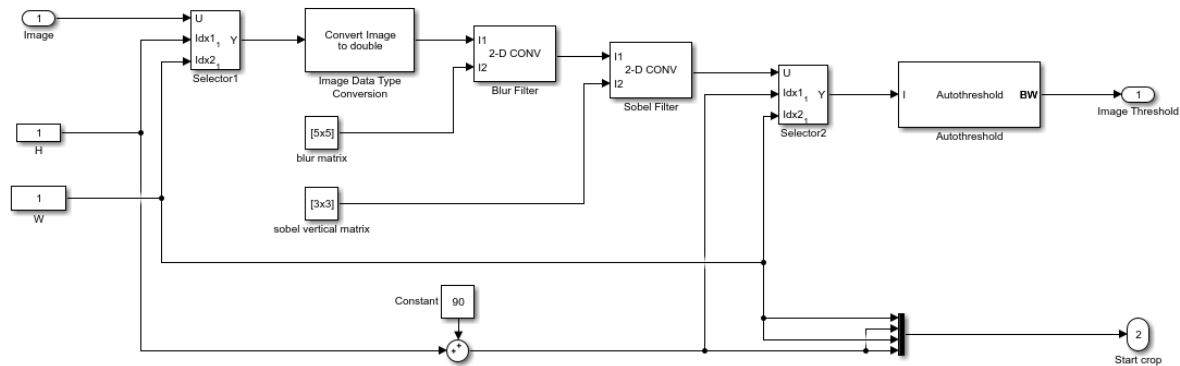 1
Image
U
Idx1 1
Idx2 1
Y
Selector1
Convert Image
to double
Image Data Type
Conversion
I1
I2
2-D CONV
Blur Filter
I1
I2
2-D CONV
Sobel Filter
U
Idx1 1
Idx2 1
Y
Selector2
I
Autothreshold
BW
Autothreshold
1
Image Threshold
1
H
1
W
[5x5]
blur matrix
[3x3]
sobel vertical matrix
Constant
90
+
+
2
Start crop